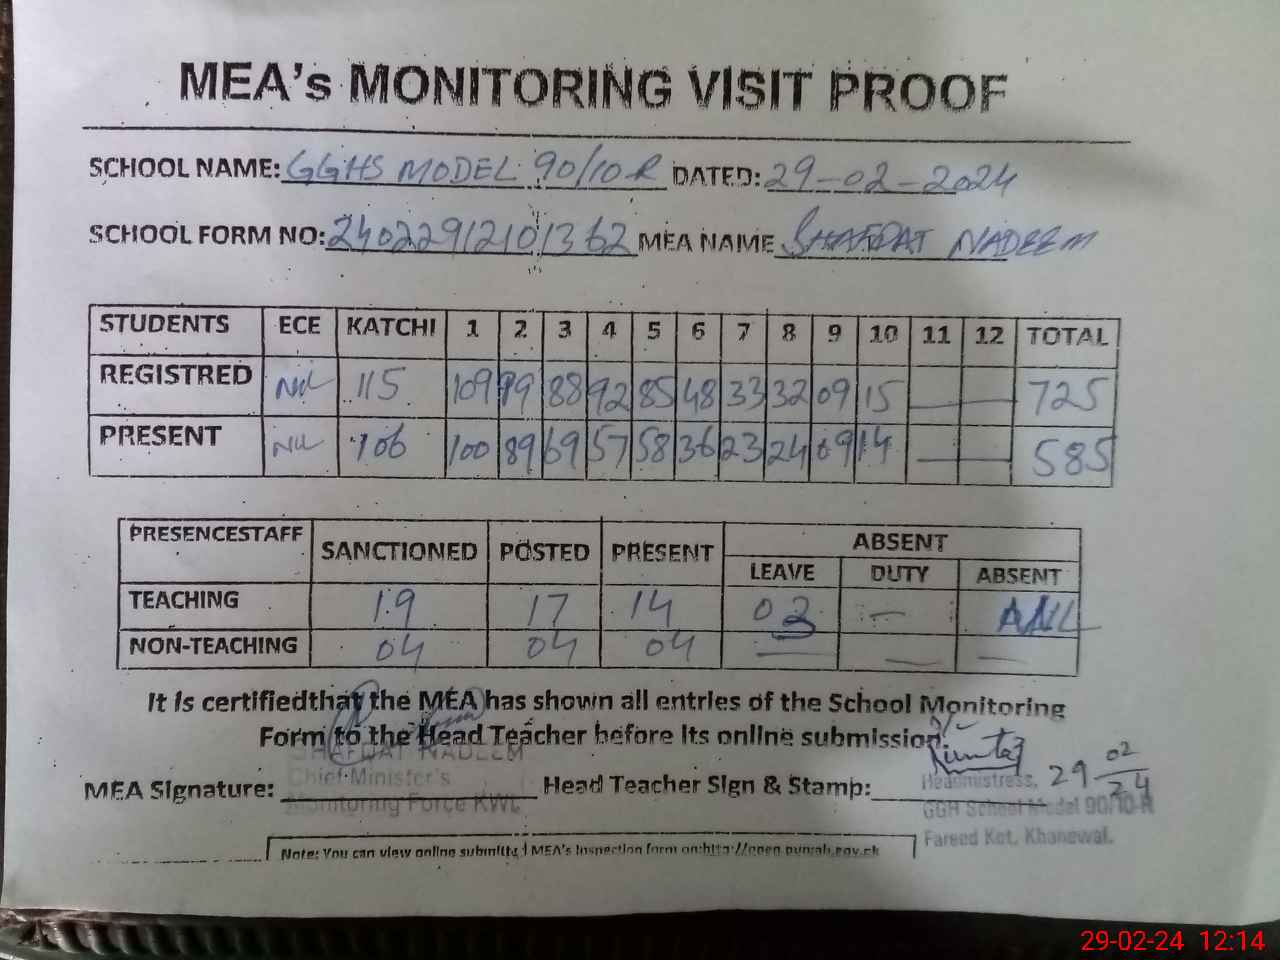 MEA's MONITORING VISIT PROOF
SCHOOL NAME: GGHS MODEL 90/10 R DATED: 29-02-2024
SCHOOL FORM NO: 24022912101362 MEA NAME SHAFDAT NADEEM
STUDENTS ECE KATCHI 1 2 3 4 5 6 7 8 9 10 11 12 TOTAL
REGISTRED Nil 115 109 99 88 92 85 48 33 32 09 15 — — 725
PRESENT Nil 106 100 89 69 57 58 36 23 24 09 14 — — 585
PRESENCESTAFF SANCTIONED POSTED PRESENT ABSENT
LEAVE DUTY ABSENT
TEACHING 19 17 14 03 —
NON-TEACHING 04 04 04 — — —
It is certifiedthat the MEA has shown all entries of the School Monitoring
Form to the Head Teacher before its online submission.
SHAFDAT NADEEM
Chief Minister's
Monitoring Force KWL
MEA Signature: Head Teacher Sign & Stamp:
Headmistress,
GGH School Model 90/10-R
Fareed Kot, Khanewal.
29 02 24
Note: You can view online submitted MEA's inspection form on:http://open.punjab.gov.pk
29-02-24 12:14